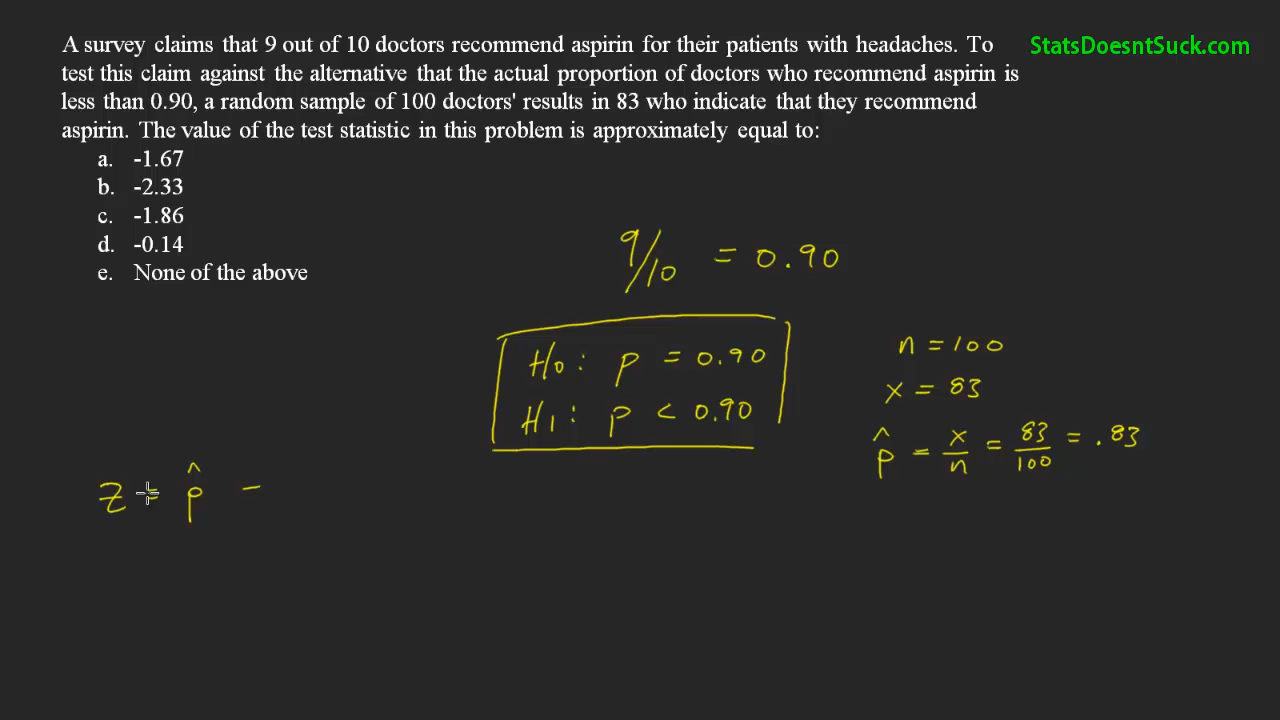 A survey claims that 9 out of 10 doctors recommend aspirin for their patients with headaches. To
StatsDoesntSuck.com
test this claim against the alternative that the actual proportion of doctors who recommend aspirin is
less than 0.90, a random sample of 100 doctors' results in 83 who indicate that they recommend
aspirin. The value of the test statistic in this problem is approximately equal to:
a. -1.67
b. -2.33
c. -1.86
d. -0.14
e. None of the above
9/10 = 0.90
H0: p = 0.90
H1: p < 0.90
n = 100
x = 83
p̂ = x/n = 83/100 = .83
Z = p̂ -